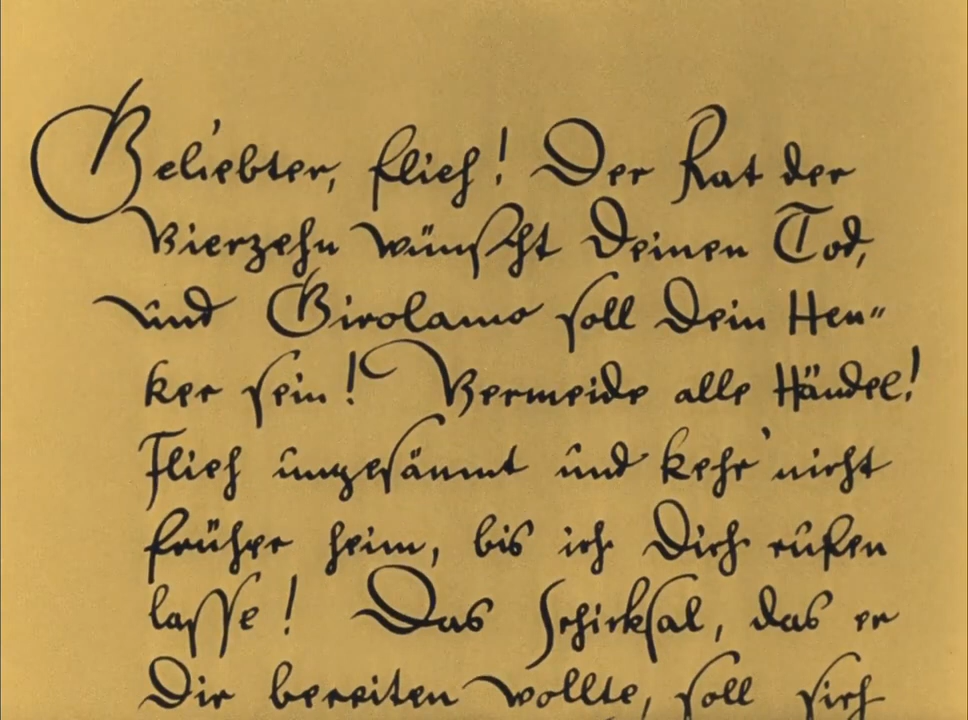 Geliebter, flieh! Der Rat der
Vierzehn wünscht Deinen Tod,
und Girolamo soll Dein Hen-
ker sein! Vermeide alle Händel!
Flieh ungesäumt und kehr' nicht
früher heim, bis ich Dich rufen
lasse! Das Schicksal, das er
Dir bereiten wollte, soll sich